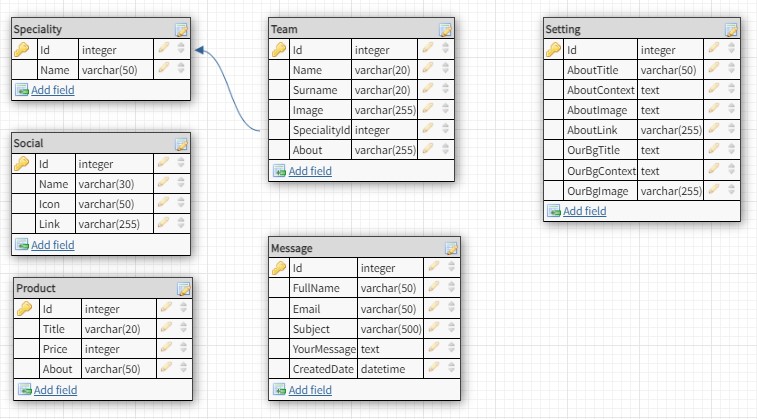 Speciality
Id integer
Name varchar(50)
Add field
Social
Id integer
Name varchar(30)
Icon varchar(50)
Link varchar(255)
Add field
Product
Id integer
Title varchar(20)
Price integer
About varchar(50)
Add field
Team
Id integer
Name varchar(20)
Surname varchar(20)
Image varchar(255)
SpecialityId integer
About varchar(255)
Add field
Message
Id integer
FullName varchar(50)
Email varchar(50)
Subject varchar(500)
YourMessage text
CreatedDate datetime
Add field
Setting
Id integer
AboutTitle varchar(50)
AboutContext text
AboutImage text
AboutLink varchar(255)
OurBgTitle text
OurBgContext text
OurBgImage varchar(255)
Add field